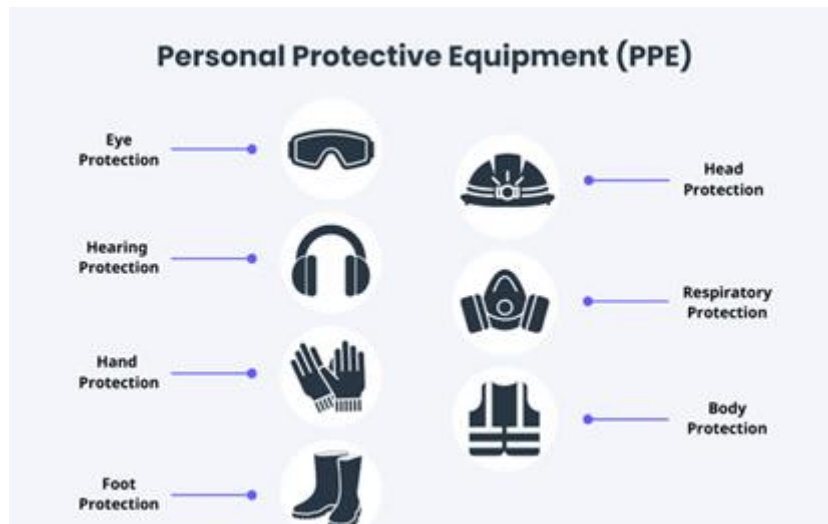 Personal Protective Equipment (PPE)
Eye
Protection
Hearing
Protection
Hand
Protection
Foot
Protection
Head
Protection
Respiratory
Protection
Body
Protection